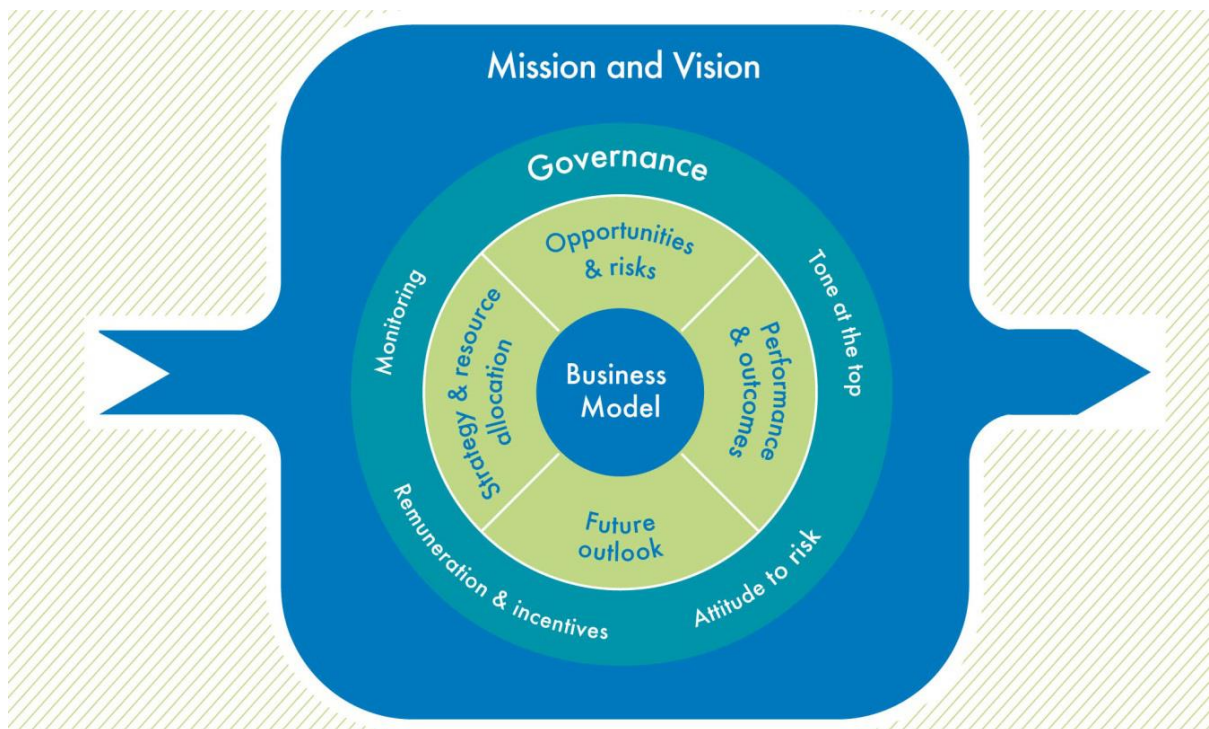 Mission and Vision
Governance
Opportunities
& risks
Tone at the top
Monitoring
Strategy & resource
allocation
Business
Model
Performance
& outcomes
Future
outlook
Remuneration & incentives
Attitude to risk